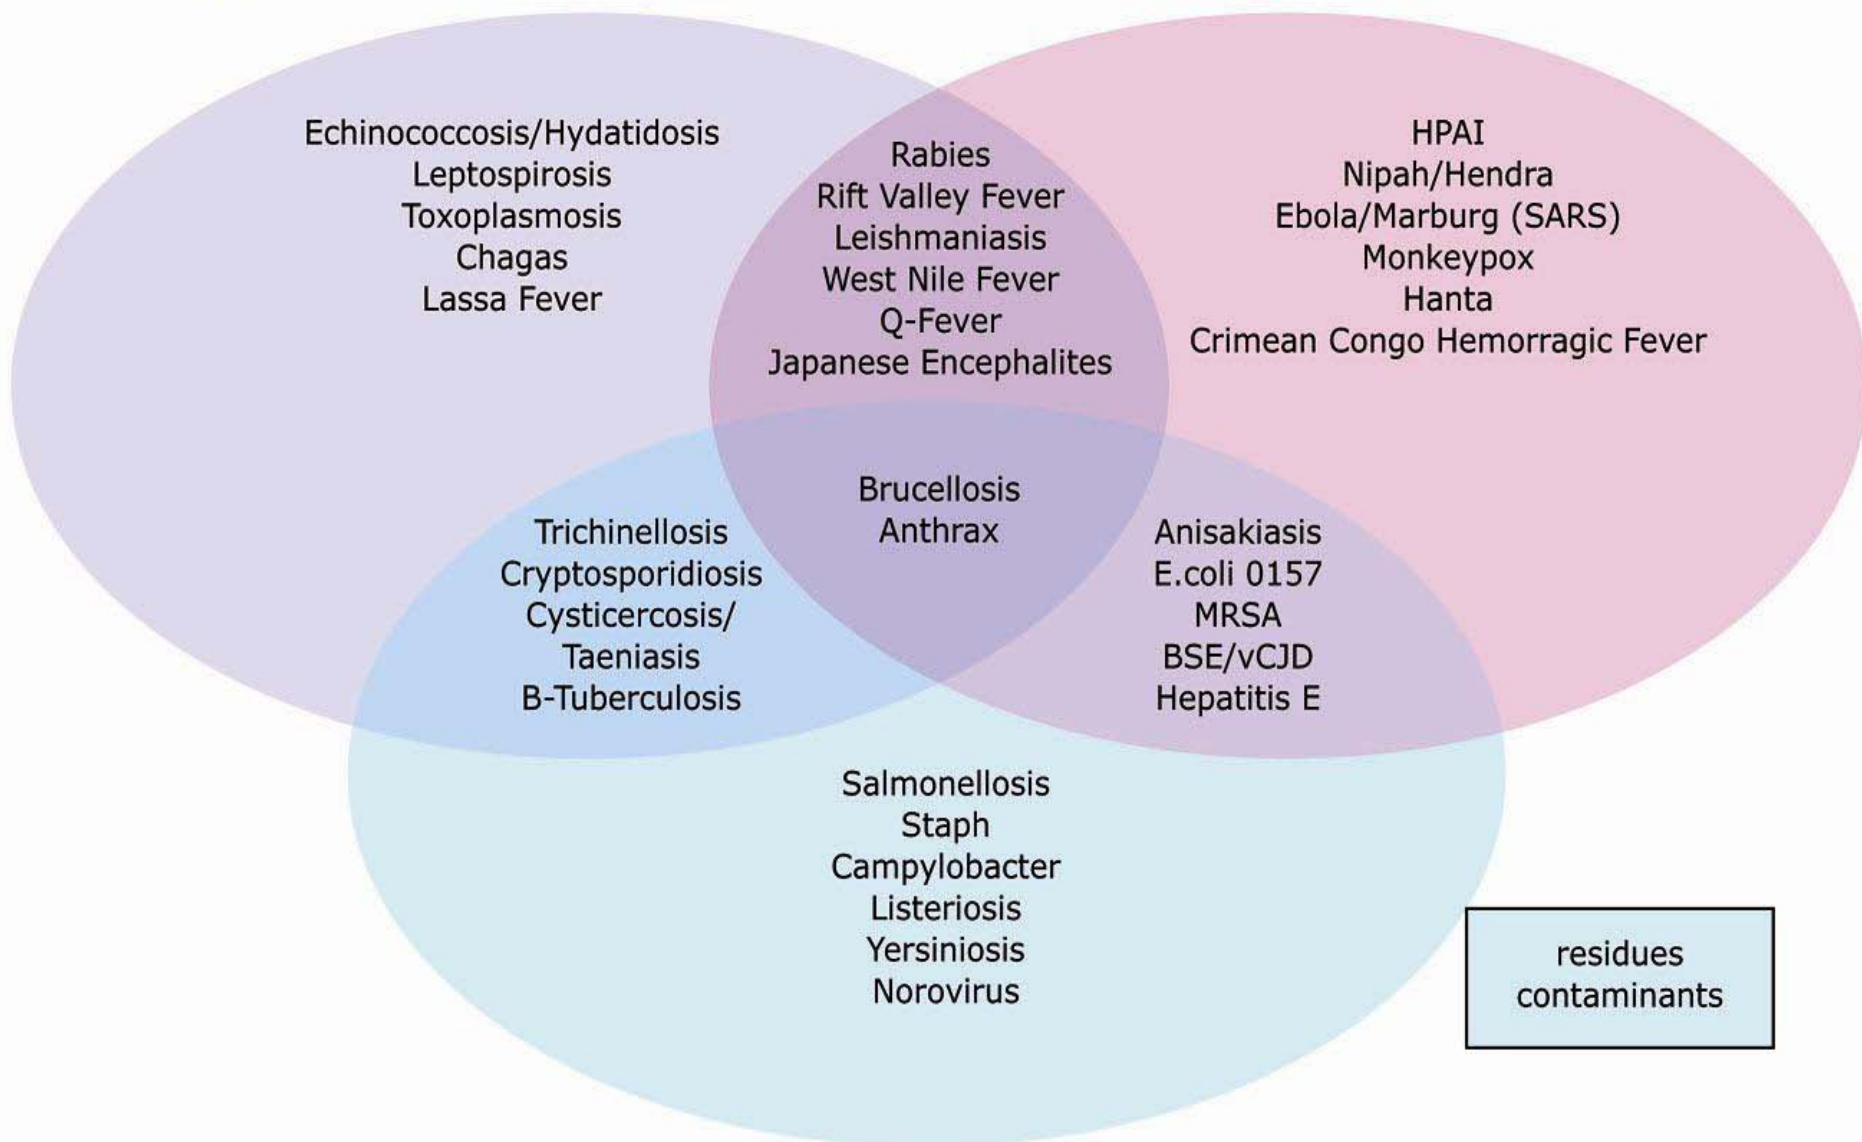 Echinococcosis/Hydatidosis
Leptospirosis
Toxoplasmosis
Chagas
Lassa Fever
Rabies
Rift Valley Fever
Leishmaniasis
West Nile Fever
Q-Fever
Japanese Encephalites
HPAI
Nipah/Hendra
Ebola/Marburg (SARS)
Monkeypox
Hanta
Crimean Congo Hemorragic Fever
Trichinellosis
Cryptosporidiosis
Cysticercosis/
Taeniasis
B-Tuberculosis
Brucellosis
Anthrax
Anisakiasis
E.coli 0157
MRSA
BSE/vCJD
Hepatitis E
Salmonellosis
Staph
Campylobacter
Listeriosis
Yersiniosis
Norovirus
residues
contaminants